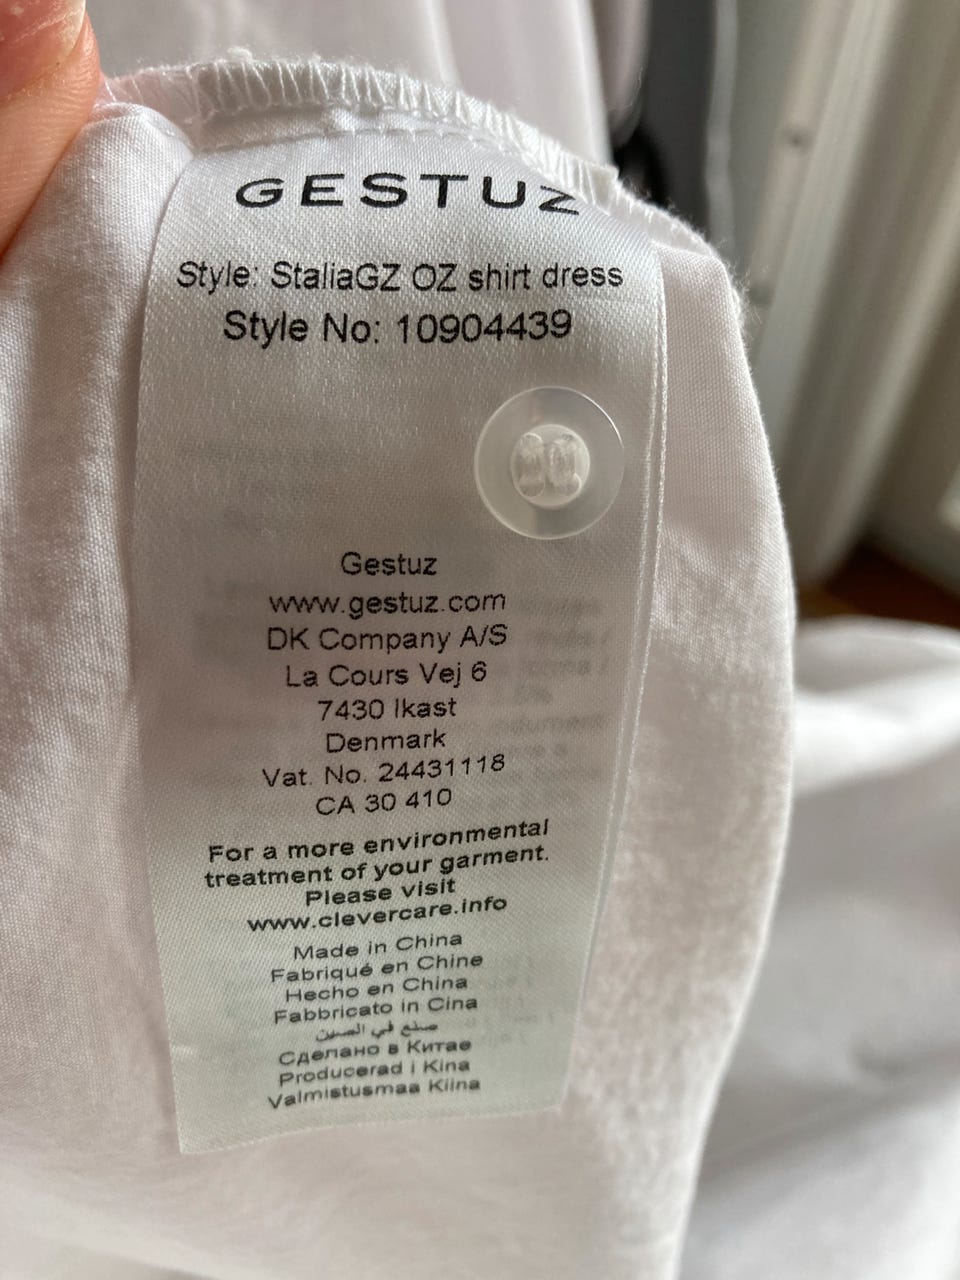 GESTUZ
Style: StaliaGZ OZ shirt dress
Style No: 10904439
Gestuz
www.gestuz.com
DK Company A/S
La Cours Vej 6
7430 Ikast
Denmark
Vat. No. 24431118
CA 30 410
For a more environmental
treatment of your garment.
Please visit
www.clevercare.info
Made in China
Fabriqué en Chine
Hecho en China
Fabbricato in Cina
صنع في الصين
Сделано в Китае
Producerad i Kina
Valmistusmaa Kiina